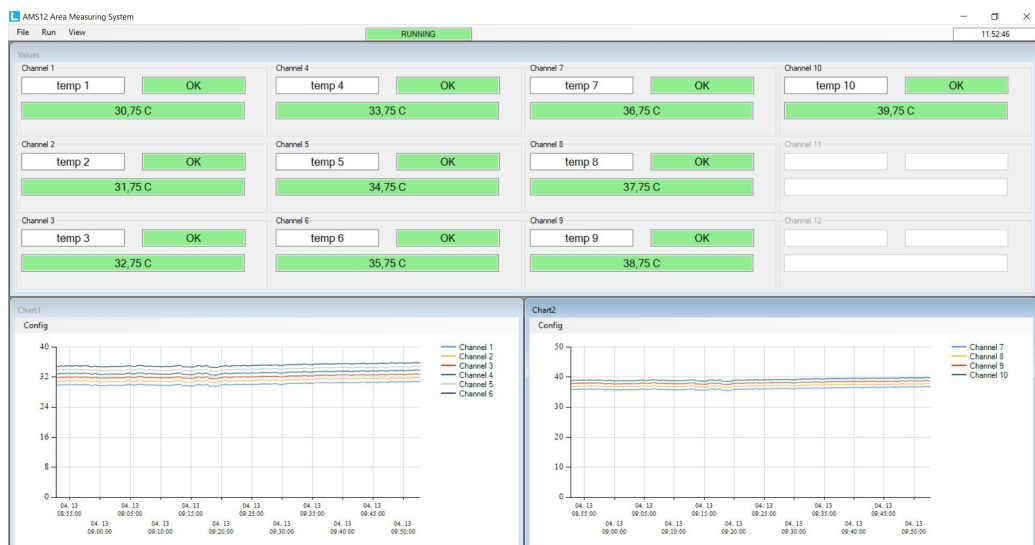 L AMS12 Area Measuring System
File Run View RUNNING 11:52:46
Values
Channel 1
temp 1 OK
30,75 C
Channel 2
temp 2 OK
31,75 C
Channel 3
temp 3 OK
32,75 C
Channel 4
temp 4 OK
33,75 C
Channel 5
temp 5 OK
34,75 C
Channel 6
temp 6 OK
35,75 C
Channel 7
temp 7 OK
36,75 C
Channel 8
temp 8 OK
37,75 C
Channel 9
temp 9 OK
38,75 C
Channel 10
temp 10 OK
39,75 C
Channel 11
Channel 12
Chart1
Config
40
32
24
16
8
0
04. 13 04. 13 04. 13 04. 13 04. 13 04. 13
08:55:00 09:05:00 09:15:00 09:25:00 09:35:00 09:45:00
04. 13 04. 13 04. 13 04. 13 04. 13 04. 13
09:00:00 09:10:00 09:20:00 09:30:00 09:40:00 09:50:00
Channel 1
Channel 2
Channel 3
Channel 4
Channel 5
Channel 6
Chart2
Config
50
40
30
20
10
0
04. 13 04. 13 04. 13 04. 13 04. 13 04. 13
08:55:00 09:05:00 09:15:00 09:25:00 09:35:00 09:45:00
04. 13 04. 13 04. 13 04. 13 04. 13 04. 13
09:00:00 09:10:00 09:20:00 09:30:00 09:40:00 09:50:00
Channel 7
Channel 8
Channel 9
Channel 10